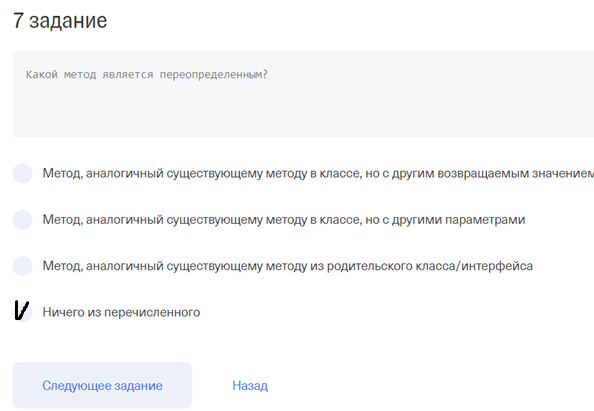 7 задание
Какой метод является переопределенным?
Метод, аналогичный существующему методу в классе, но с другим возвращаемым значением
Метод, аналогичный существующему методу в классе, но с другими параметрами
Метод, аналогичный существующему методу из родительского класса/интерфейса
Ничего из перечисленного
Следующее задание
Назад